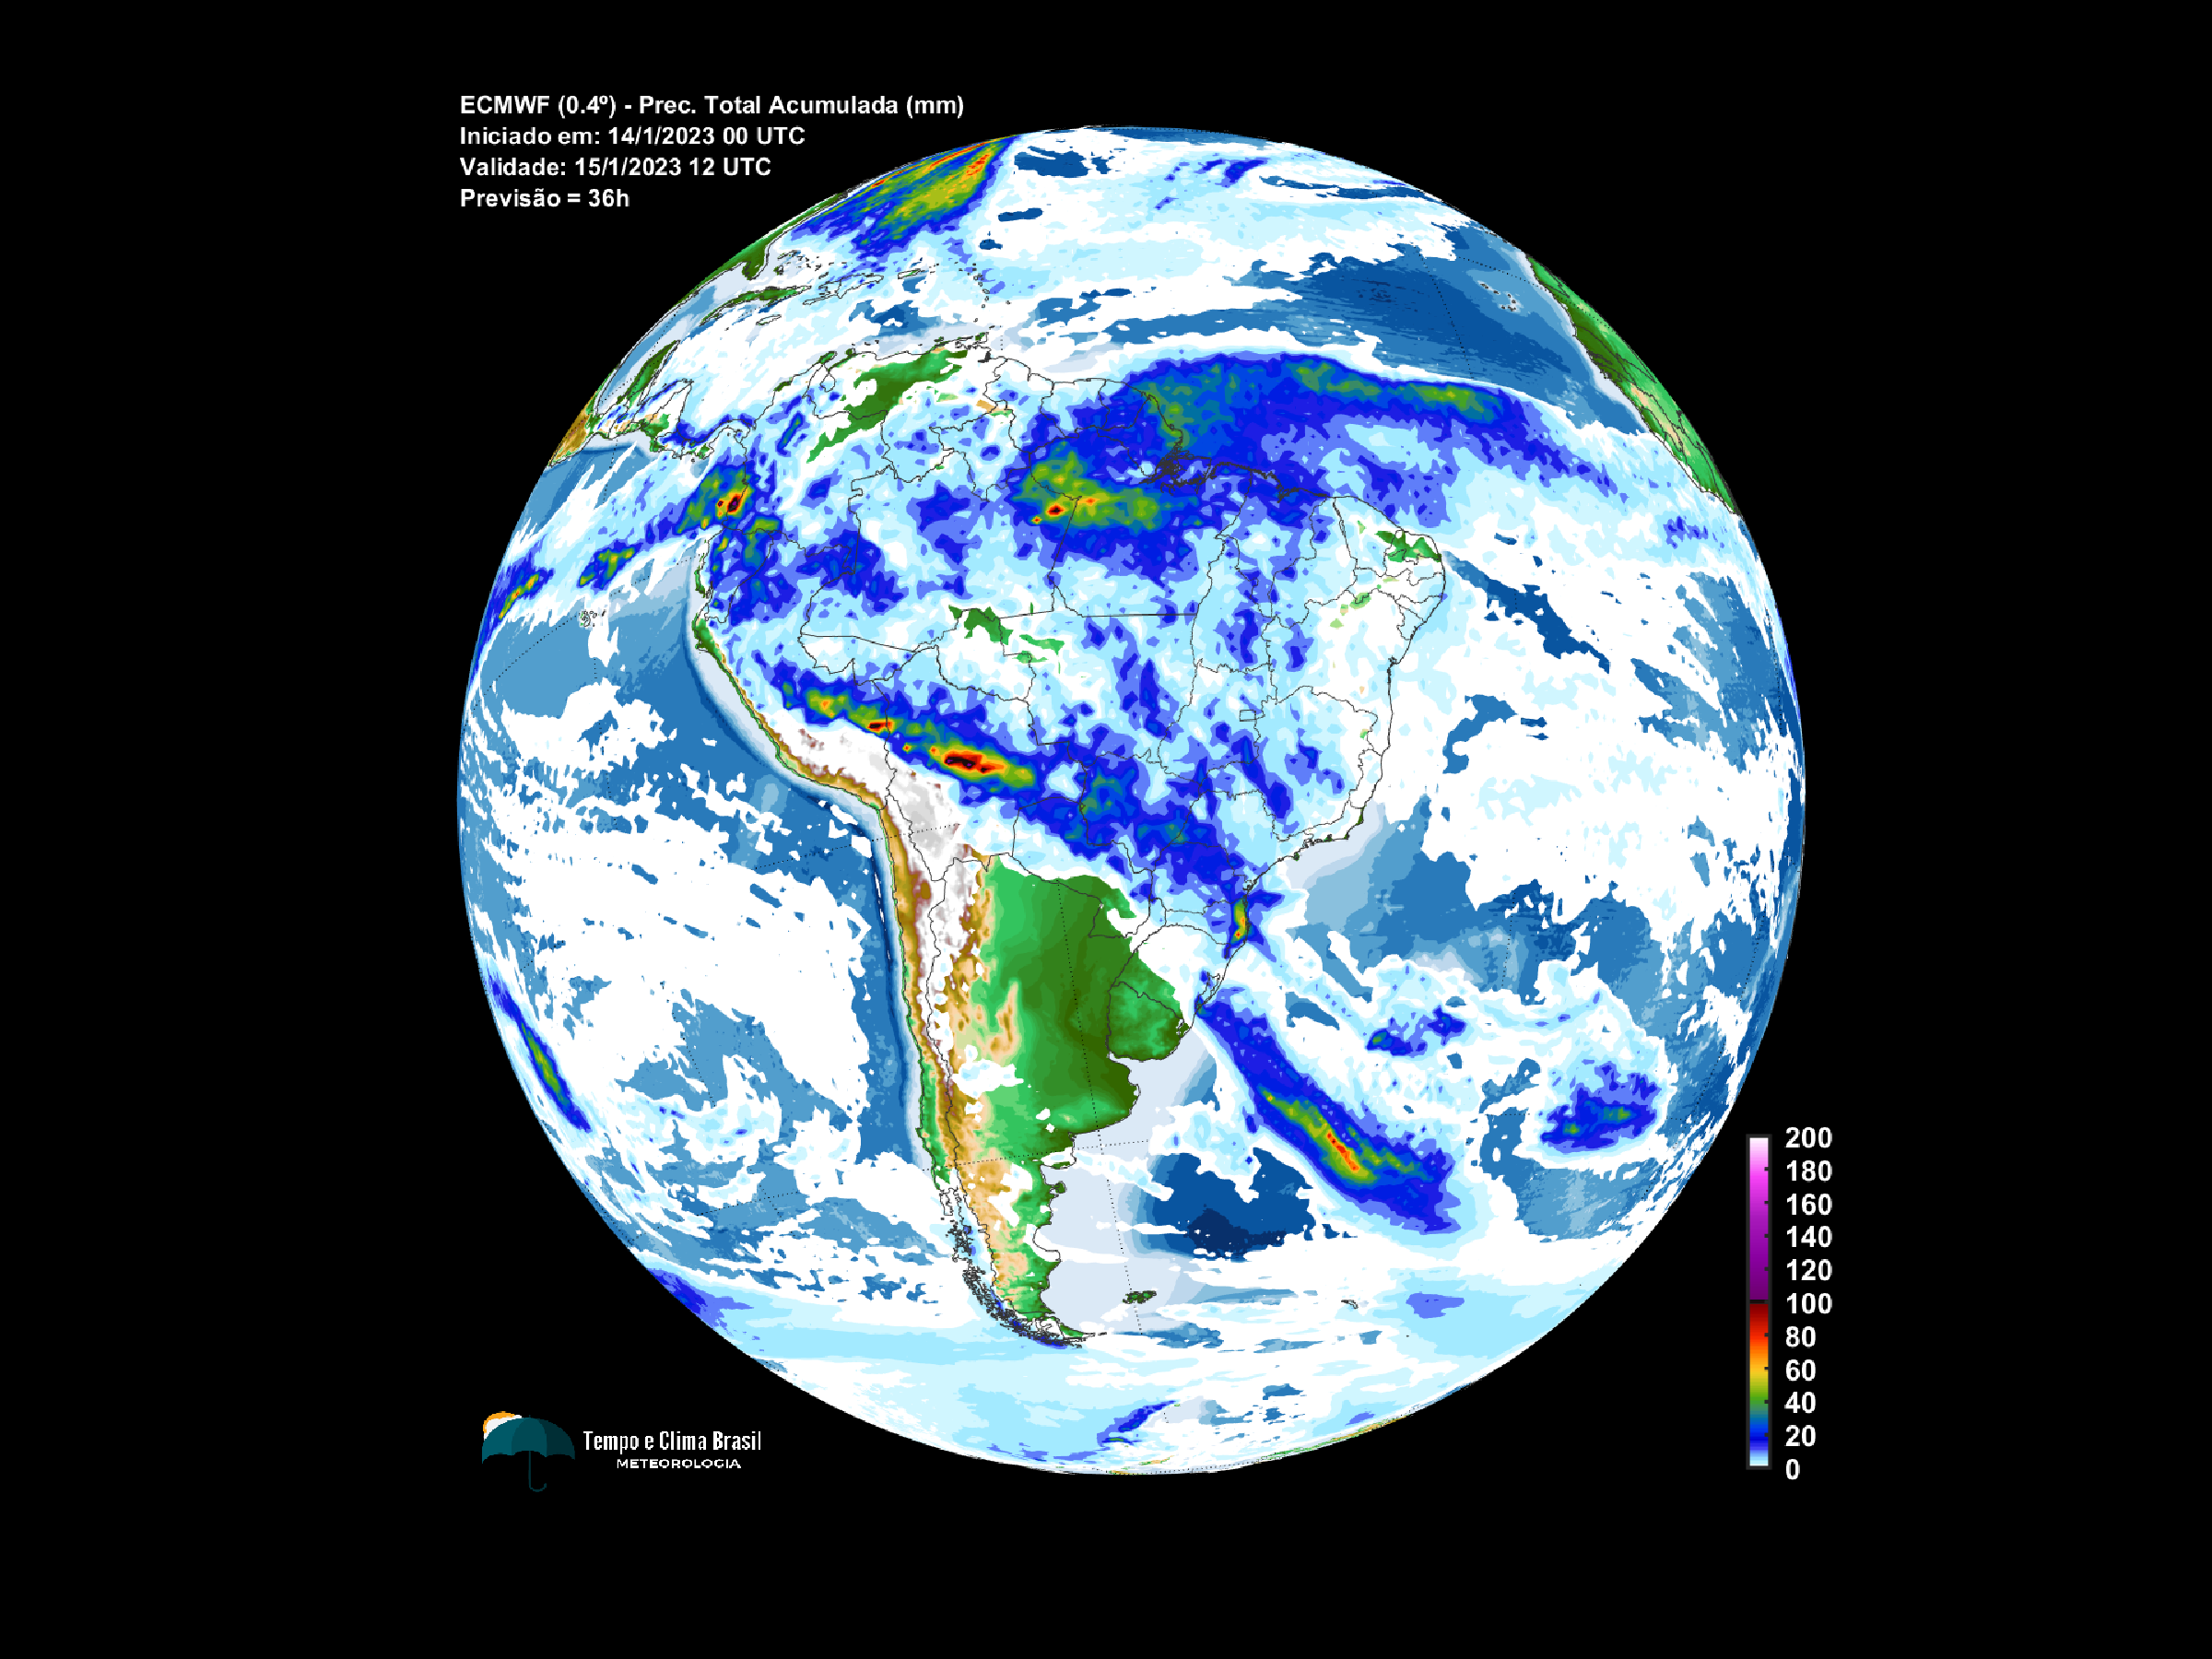 ECMWF (0.4º) - Prec. Total Acumulada (mm)
Iniciado em: 14/1/2023 00 UTC
Validade: 15/1/2023 12 UTC
Previsão = 36h
200
180
160
140
120
100
80
60
40
20
0
Tempo e Clima Brasil
METEOROLOGIA